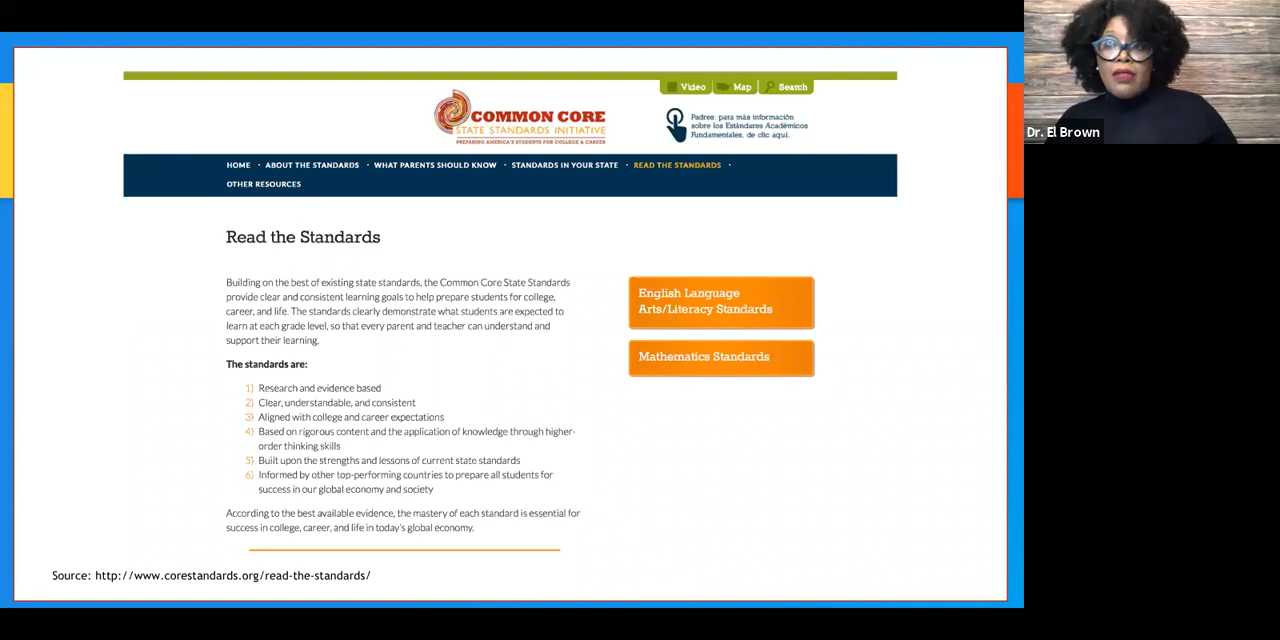 Video
Map
Search
COMMON CORE
STATE STANDARDS INITIATIVE
PREPARING AMERICA'S STUDENTS FOR COLLEGE & CAREER
Padres: para más información
sobre los Estándares Académicos
Fundamentales, de clic aquí.
HOME • ABOUT THE STANDARDS • WHAT PARENTS SHOULD KNOW • STANDARDS IN YOUR STATE • READ THE STANDARDS •
OTHER RESOURCES
Read the Standards
Building on the best of existing state standards, the Common Core State Standards
provide clear and consistent learning goals to help prepare students for college,
career, and life. The standards clearly demonstrate what students are expected to
learn at each grade level, so that every parent and teacher can understand and
support their learning.
The standards are:
1) Research and evidence based
2) Clear, understandable, and consistent
3) Aligned with college and career expectations
4) Based on rigorous content and the application of knowledge through higher-
order thinking skills
5) Built upon the strengths and lessons of current state standards
6) Informed by other top-performing countries to prepare all students for
success in our global economy and society
According to the best available evidence, the mastery of each standard is essential for
success in college, career, and life in today's global economy.
English Language
Arts/Literacy Standards
Mathematics Standards
Source: http://www.corestandards.org/read-the-standards/
Dr. El Brown